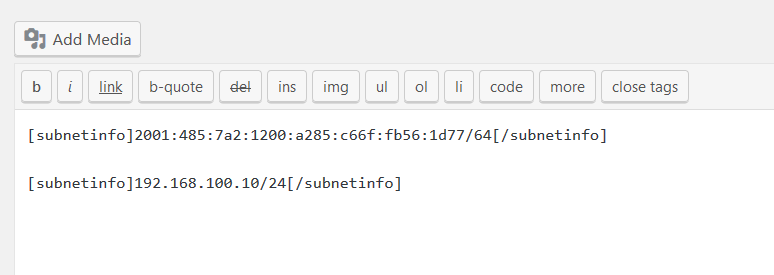 Add Media
b i link b-quote del ins img ul ol li code more close tags
[subnetinfo]2001:485:7a2:1200:a285:c66f:fb56:1d77/64[/subnetinfo]
[subnetinfo]192.168.100.10/24[/subnetinfo]